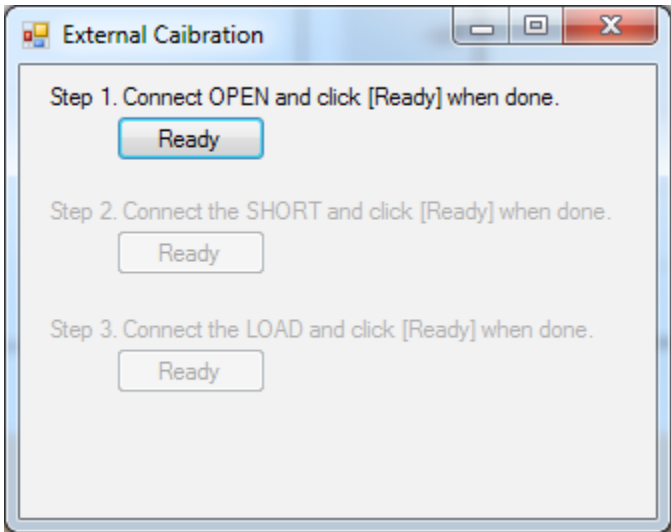 External Caibration
Step 1. Connect OPEN and click [Ready] when done.
Ready
Step 2. Connect the SHORT and click [Ready] when done.
Ready
Step 3. Connect the LOAD and click [Ready] when done.
Ready